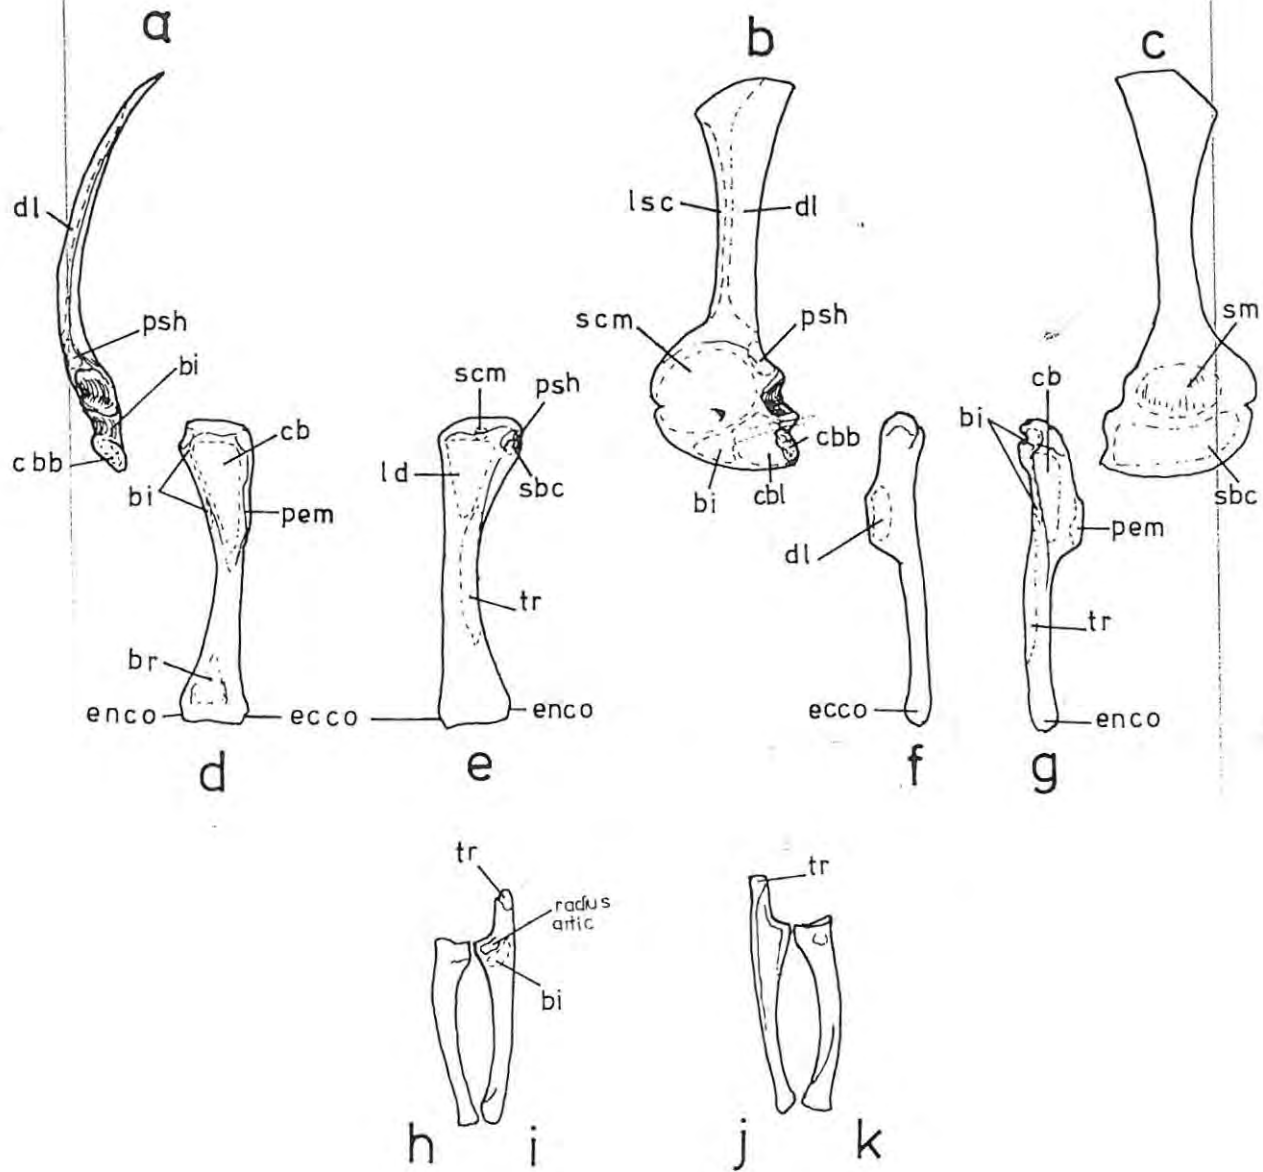 a
b
c
dl
psh
bi
cbb
lsc
dl
scm
psh
bi
cbl
cbb
sm
sbc
cb
bi
pem
br
enco
ecco
scm
psh
ld
sbc
tr
enco
dl
ecco
cb
bi
pem
tr
enco
d
e
f
g
tr
radius
artic
bi
tr
h
i
j
k